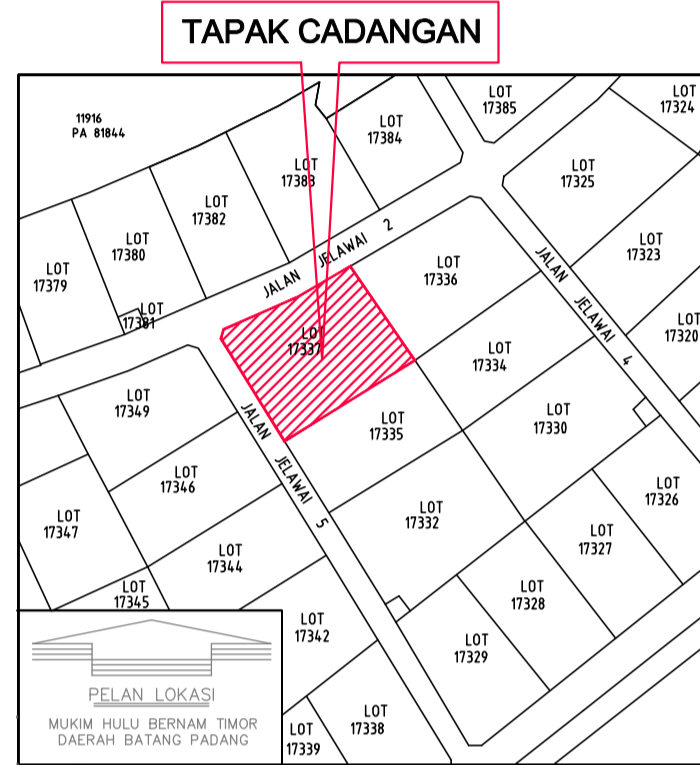 TAPAK CADANGAN
11916
PA 81844
LOT
17384
LOT
17385
LOT
17324
LOT
17383
LOT
17325
LOT
17382
LOT
17380
LOT
17379
LOT
17381
JALAN JELAWAI 2
LOT
17336
LOT
17323
JALAN JELAWAI 4
LOT
17320
LOT
17337
LOT
17334
LOT
17349
LOT
17335
LOT
17330
JALAN JELAWAI 5
LOT
17346
LOT
17332
LOT
17326
LOT
17347
LOT
17327
LOT
17344
LOT
17345
LOT
17328
LOT
17342
LOT
17329
LOT
17338
LOT
17339
PELAN LOKASI
MUKIM HULU BERNAM TIMOR
DAERAH BATANG PADANG